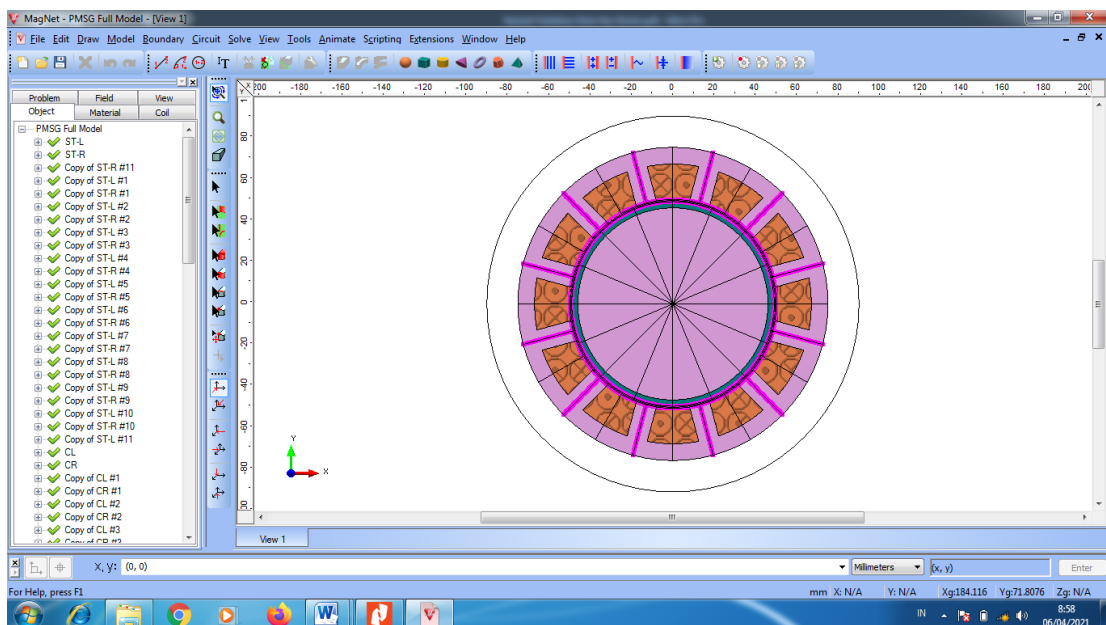 MagNet - PMSG Full Model - [View 1]
File Edit Draw Model Boundary Circuit Solve View Tools Animate Scripting Extensions Window Help
Problem Field View
Object Material Coil
PMSG Full Model
ST-L
ST-R
Copy of ST-R #11
Copy of ST-L #1
Copy of ST-R #1
Copy of ST-L #2
Copy of ST-R #2
Copy of ST-L #3
Copy of ST-R #3
Copy of ST-L #4
Copy of ST-R #4
Copy of ST-L #5
Copy of ST-R #5
Copy of ST-L #6
Copy of ST-R #6
Copy of ST-L #7
Copy of ST-R #7
Copy of ST-L #8
Copy of ST-R #8
Copy of ST-L #9
Copy of ST-R #9
Copy of ST-L #10
Copy of ST-R #10
Copy of ST-L #11
CL
CR
Copy of CL #1
Copy of CR #1
Copy of CL #2
Copy of CR #2
Copy of CL #3
Copy of CR #3
Y X 200 -180 -160 -140 -120 -100 -80 -60 -40 -20 0 20 40 60 80 100 120 140 160 180 200
80
60
40
20
0
-20
-40
-60
-80
Y
X
View 1
X, Y: (0, 0) Millimeters (x, y) Enter
For Help, press F1 mm X: N/A Y: N/A Xg:184.116 Yg:71.8076 Zg: N/A
IN 8:58
06/04/2021